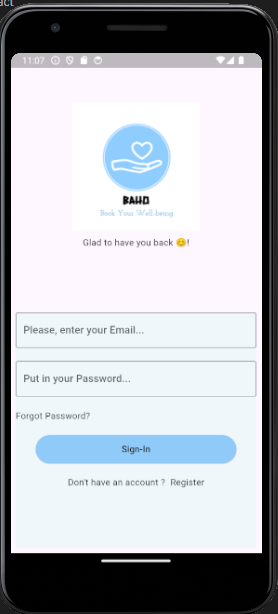 act
11:07
BAHO
Book Your Well-being
Glad to have you back 😊!
Please, enter your Email...
Put in your Password...
Forgot Password?
Sign-In
Don't have an account ? Register